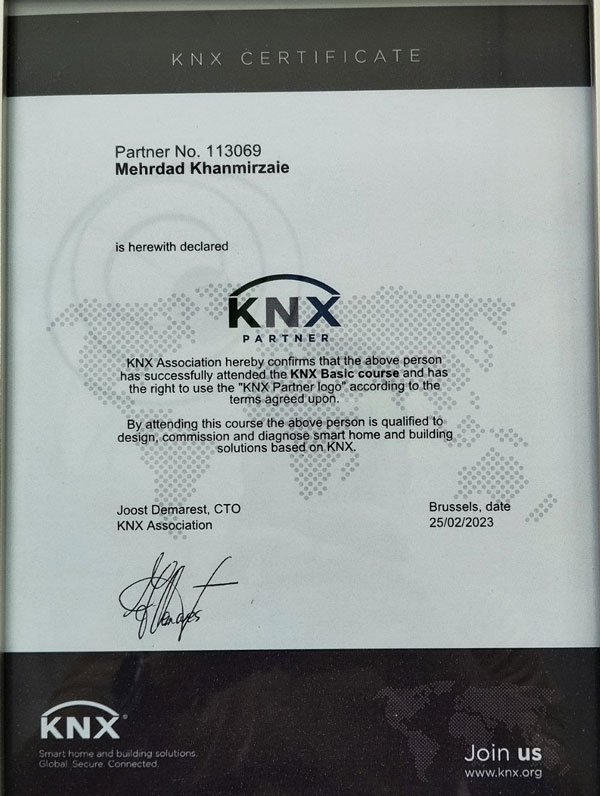 KNX CERTIFICATE
Partner No. 113069
Mehrdad Khanmirzaie
is herewith declared
KNX
PARTNER
KNX Association hereby confirms that the above person
has successfully attended the KNX Basic course and has
the right to use the "KNX Partner logo" according to the
terms agreed upon.
By attending this course the above person is qualified to
design, commission and diagnose smart home and building
solutions based on KNX.
Joost Demarest, CTO
KNX Association
Brussels, date
25/02/2023
KNX®
Smart home and building solutions.
Global. Secure. Connected.
Join us
www.knx.org